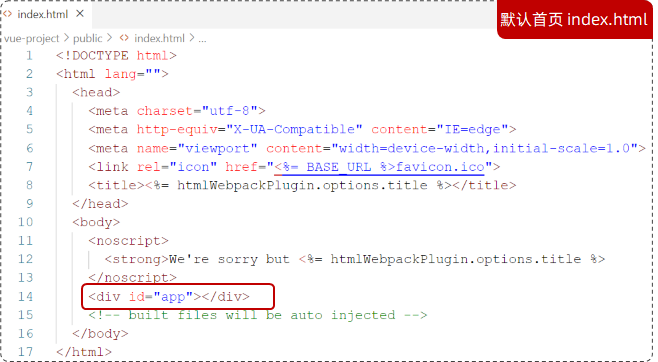 index.html ×
默认首页 index.html
vue-project > public > <> index.html > ...
1 <!DOCTYPE html>
2 <html lang="">
3 <head>
4 <meta charset="utf-8">
5 <meta http-equiv="X-UA-Compatible" content="IE=edge">
6 <meta name="viewport" content="width=device-width,initial-scale=1.0">
7 <link rel="icon" href="<%= BASE_URL %>favicon.ico">
8 <title><%= htmlWebpackPlugin.options.title %></title>
9 </head>
10 <body>
11 <noscript>
12 <strong>We're sorry but <%= htmlWebpackPlugin.options.title %>
13 </noscript>
14 <div id="app"></div>
15 <!-- built files will be auto injected -->
16 </body>
17 </html>